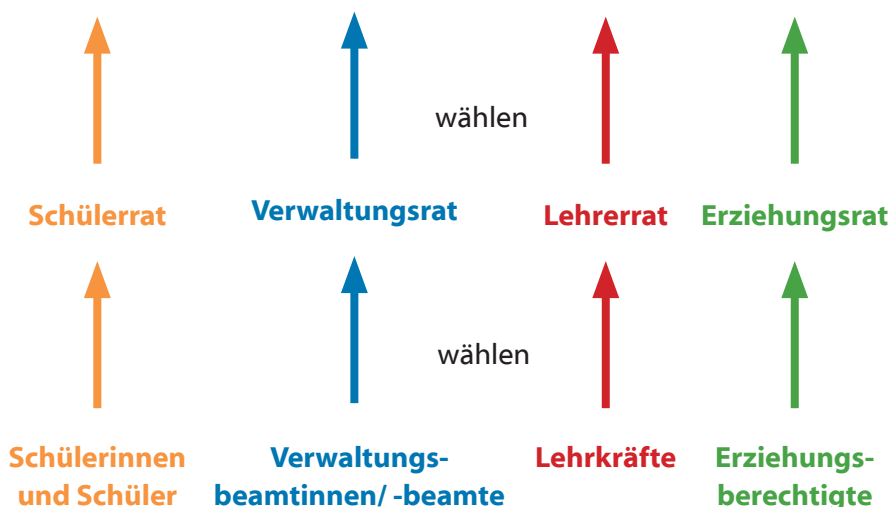 wählen
Schülerrat Verwaltungsrat Lehrerrat Erziehungsrat
wählen
Schülerinnen Verwaltungs- Lehrkräfte Erziehungs-
und Schüler beamtinnen/ -beamte berechtigte